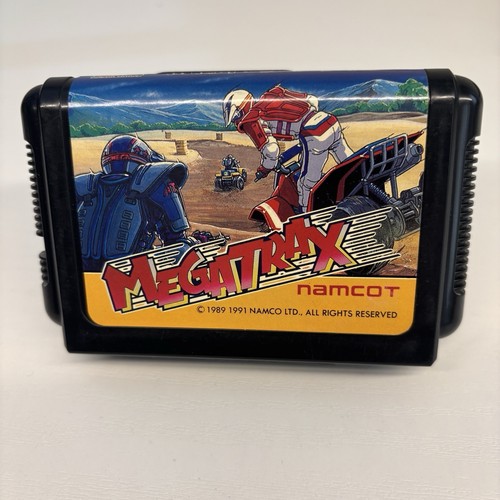 MEGATRAX
namcot
© 1989 1991 NAMCO LTD., ALL RIGHTS RESERVED